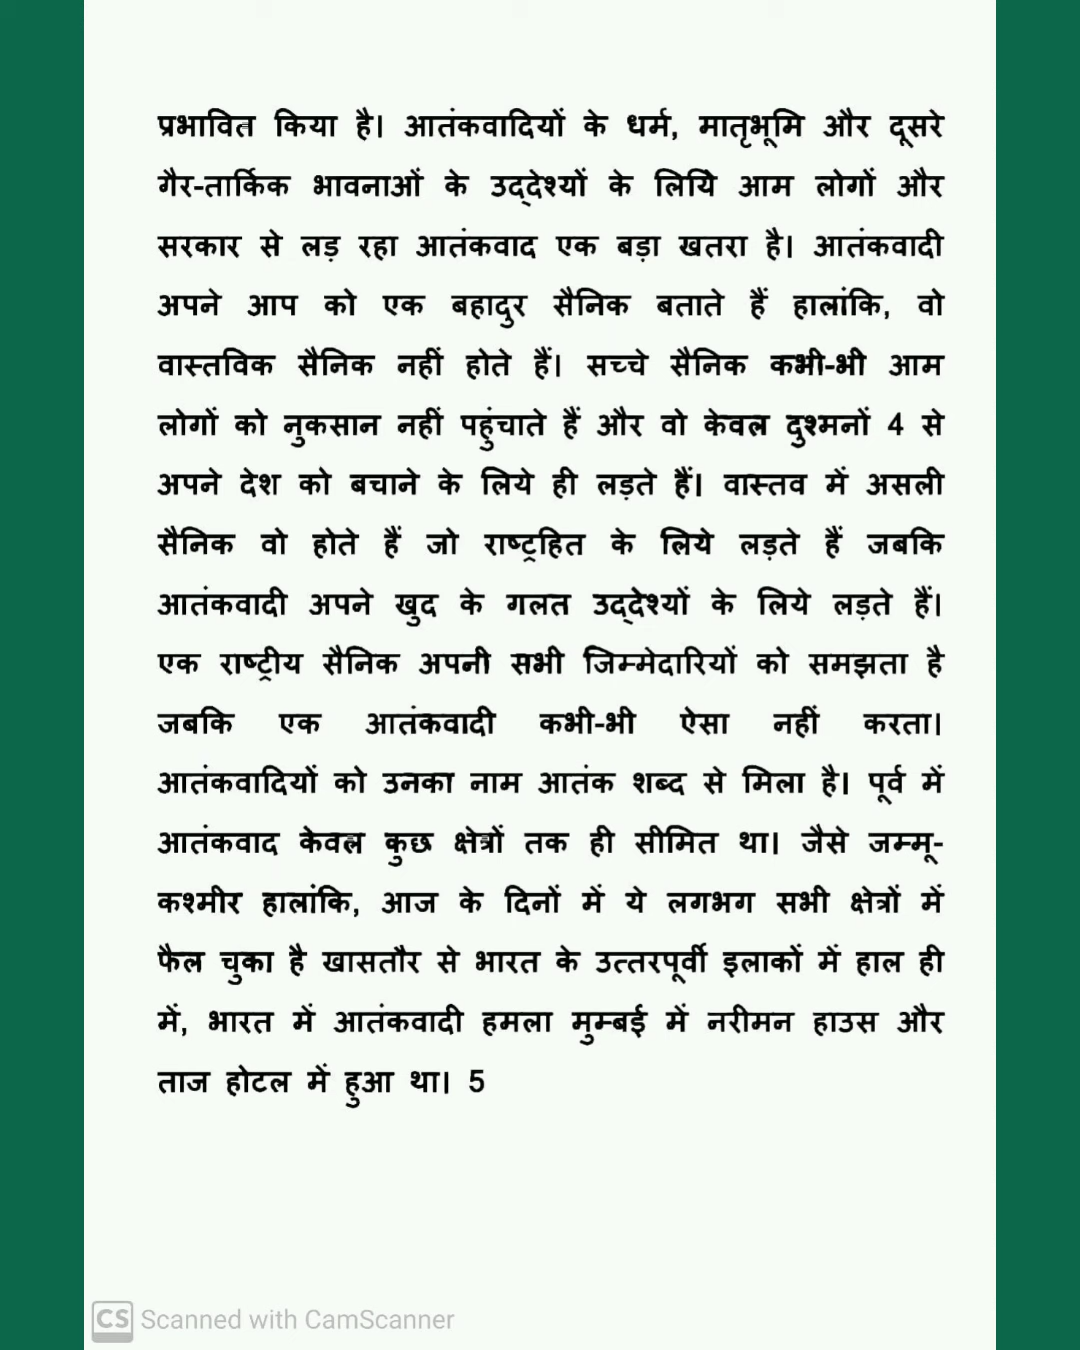 प्रभावित किया है। आतंकवादियों के धर्म, मातृभूमि और दूसरे
गैर-तार्किक भावनाओं के उद्देश्यों के लिये आम लोगों और
सरकार से लड़ रहा आतंकवाद एक बड़ा खतरा है। आतंकवादी
अपने आप को एक बहादुर सैनिक बताते हैं हालांकि, वो
वास्तविक सैनिक नहीं होते हैं। सच्चे सैनिक कभी-भी आम
लोगों को नुकसान नहीं पहुंचाते हैं और वो केवल दुश्मनों 4 से
अपने देश को बचाने के लिये ही लड़ते हैं। वास्तव में असली
सैनिक वो होते हैं जो राष्ट्रहित के लिये लड़ते हैं जबकि
आतंकवादी अपने खुद के गलत उद्देश्यों के लिये लड़ते हैं।
एक राष्ट्रीय सैनिक अपनी सभी जिम्मेदारियों को समझता है
जबकि एक आतंकवादी कभी-भी ऐसा नहीं करता।
आतंकवादियों को उनका नाम आतंक शब्द से मिला है। पूर्व में
आतंकवाद केवल कुछ क्षेत्रों तक ही सीमित था। जैसे जम्मू-
कश्मीर हालांकि, आज के दिनों में ये लगभग सभी क्षेत्रों में
फैल चुका है खासतौर से भारत के उत्तरपूर्वी इलाकों में हाल ही
में, भारत में आतंकवादी हमला मुम्बई में नरीमन हाउस और
ताज होटल में हुआ था। 5
CS Scanned with CamScanner